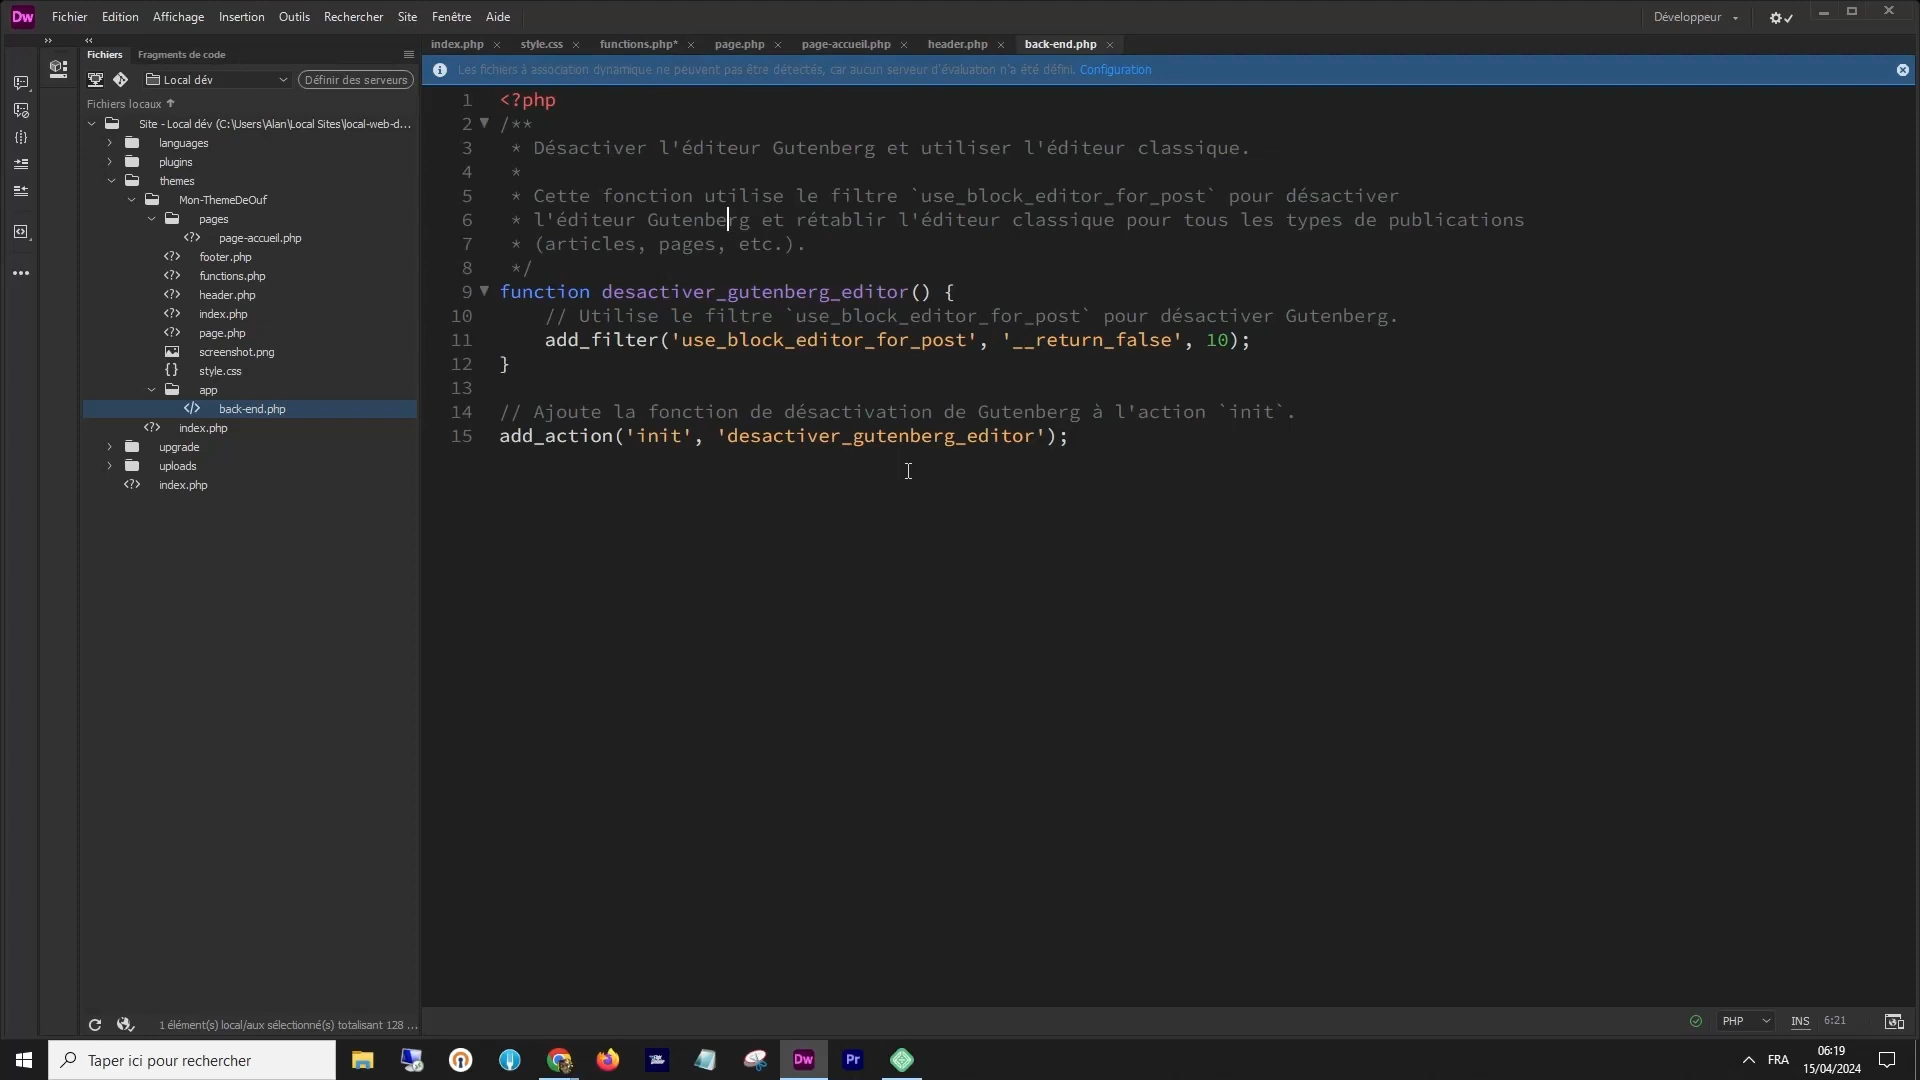 Dw Fichier Edition Affichage Insertion Outils Rechercher Site Fenêtre Aide Développeur
Fichiers Fragments de code
index.php style.css functions.php* page.php page-accueil.php header.php back-end.php
Local dév Définir des serveurs
Les fichiers à association dynamique ne peuvent pas être détectés, car aucun serveur d'évaluation n'a été défini. Configuration
Fichiers locaux
Site - Local dév (C:\Users\Alan\Local Sites\local-web-d...
languages
plugins
themes
Mon-ThemeDeOuf
pages
page-accueil.php
footer.php
functions.php
header.php
index.php
page.php
screenshot.png
style.css
app
back-end.php
index.php
upgrade
uploads
index.php
1 <?php
2 /**
3 * Désactiver l'éditeur Gutenberg et utiliser l'éditeur classique.
4 *
5 * Cette fonction utilise le filtre `use_block_editor_for_post` pour désactiver
6 * l'éditeur Gutenberg et rétablir l'éditeur classique pour tous les types de publications
7 * (articles, pages, etc.).
8 */
9 function desactiver_gutenberg_editor() {
10 // Utilise le filtre `use_block_editor_for_post` pour désactiver Gutenberg.
11 add_filter('use_block_editor_for_post', '__return_false', 10);
12 }
13
14 // Ajoute la fonction de désactivation de Gutenberg à l'action `init`.
15 add_action('init', 'desactiver_gutenberg_editor');
1 élément(s) local/aux sélectionné(s) totalisant 128 ...
PHP INS 6:21
Taper ici pour rechercher
Dw Pr
FRA
06:19
15/04/2024